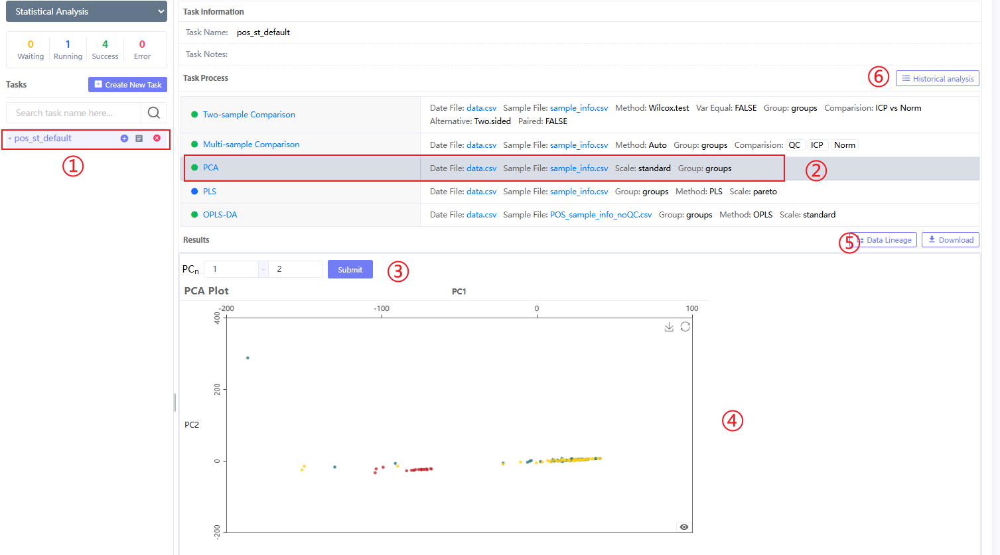 Statistical Analysis
0 1 4 0
Waiting Running Success Error
Tasks Create New Task
Search task name here...
pos_st_default
①
Task Information
Task Name: pos_st_default
Task Notes:
Task Process
⑥ Historical analysis
Two-sample Comparison
Date File: data.csv Sample File: sample_info.csv Method: Wilcox.test Var Equal: FALSE Group: groups Comparision: ICP vs Norm
Alternative: Two.sided Paired: FALSE
Multi-sample Comparison Date File: data.csv Sample File: sample_info.csv Method: Auto Group: groups Comparision: QC ICP Norm
PCA Date File: data.csv Sample File: sample_info.csv Scale: standard Group: groups ②
PLS Date File: data.csv Sample File: sample_info.csv Group: groups Method: PLS Scale: pareto
OPLS-DA Date File: data.csv Sample File: POS_sample_info_noQC.csv Group: groups Method: OPLS Scale: standard
Results ⑤ Data Lineage Download
PCn 1 - 2 Submit ③
PCA Plot PC1
-200 -100 0 100
400
200
PC2
④
0
-200